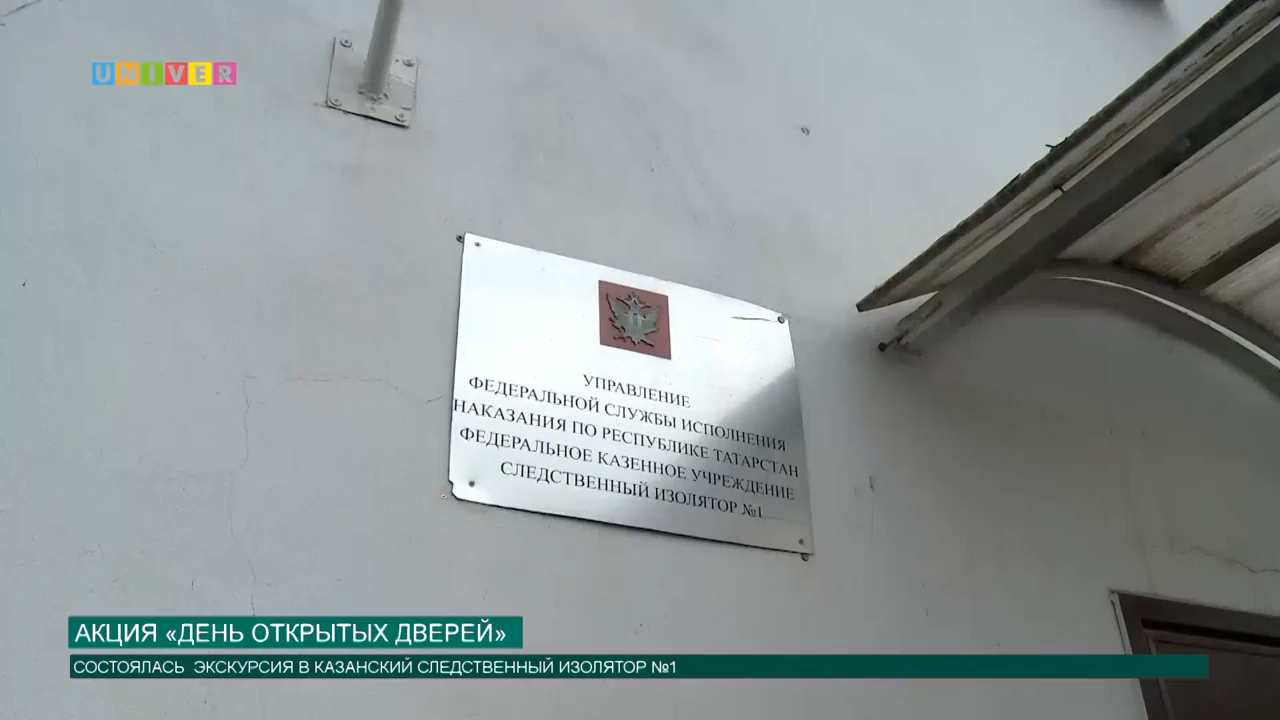 UNIVER
УПРАВЛЕНИЕ
ФЕДЕРАЛЬНОЙ СЛУЖБЫ ИСПОЛНЕНИЯ
НАКАЗАНИЯ ПО РЕСПУБЛИКЕ ТАТАРСТАН
ФЕДЕРАЛЬНОЕ КАЗЕННОЕ УЧРЕЖДЕНИЕ
СЛЕДСТВЕННЫЙ ИЗОЛЯТОР №1
АКЦИЯ «ДЕНЬ ОТКРЫТЫХ ДВЕРЕЙ»
СОСТОЯЛАСЬ ЭКСКУРСИЯ В КАЗАНСКИЙ СЛЕДСТВЕННЫЙ ИЗОЛЯТОР №1